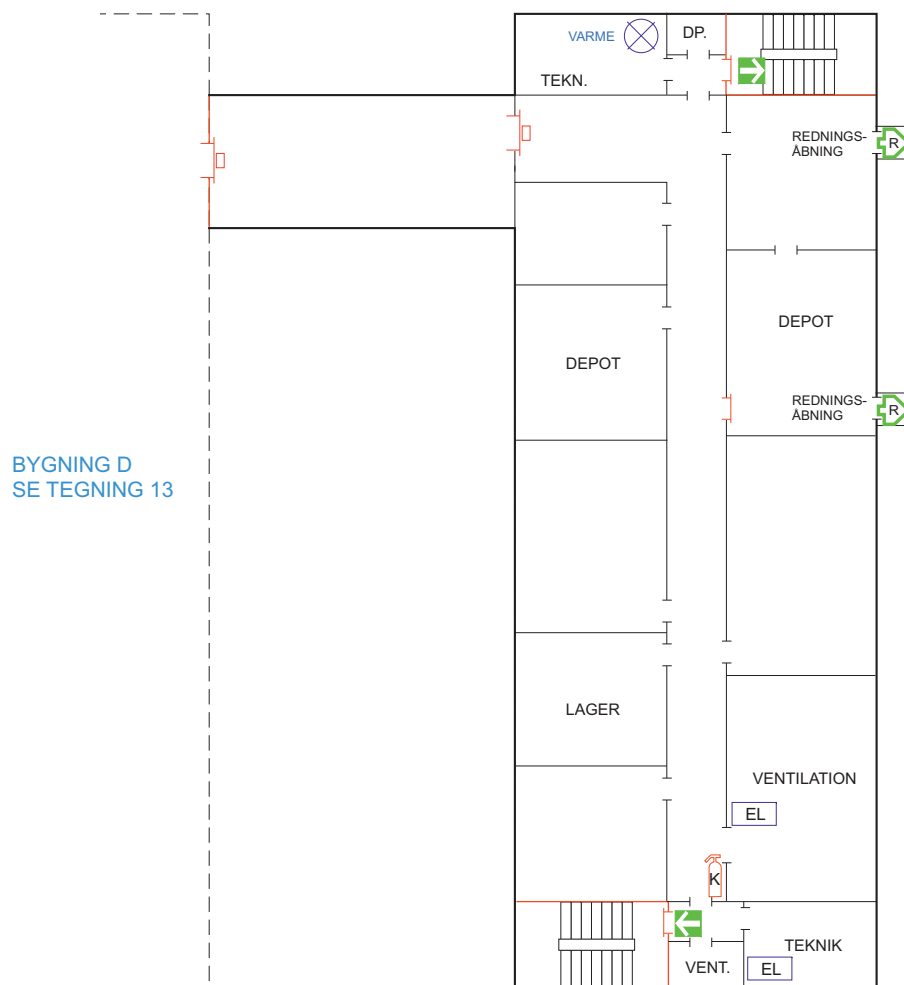 VARME
DP.
TEKN.
REDNINGS-
ÅBNING
R
DEPOT
DEPOT
REDNINGS-
ÅBNING
R
BYGNING D
SE TEGNING 13
LAGER
VENTILATION
EL
K
TEKNIK
VENT.
EL